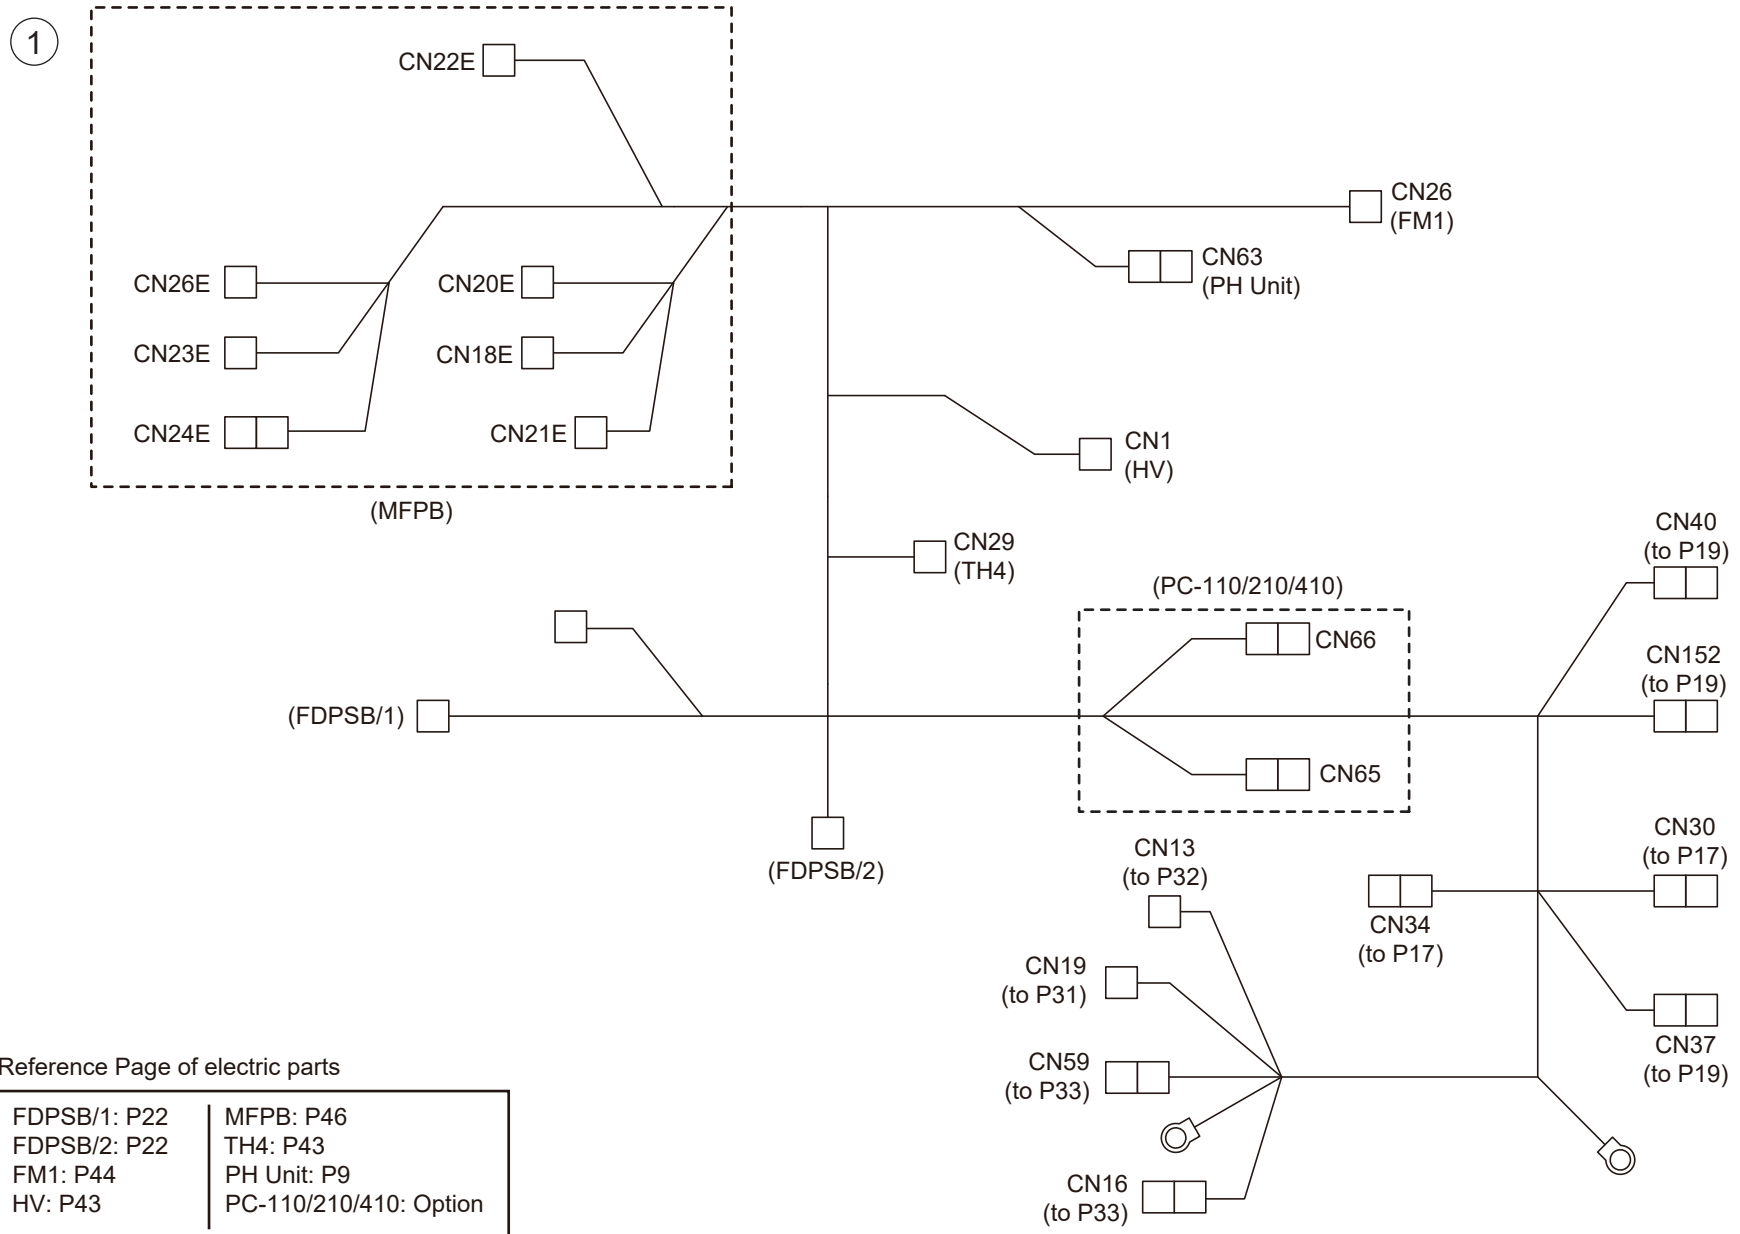 1
CN22E
CN26
(FM1)
CN63
(PH Unit)
CN26E
CN20E
CN23E
CN18E
CN24E
CN21E
CN1
(HV)
(MFPB)
CN29
(TH4)
CN40
(to P19)
(PC-110/210/410)
CN66
CN152
(to P19)
(FDPSB/1)
CN65
(FDPSB/2)
CN30
(to P17)
CN13
(to P32)
CN34
(to P17)
CN19
(to P31)
CN37
(to P19)
CN59
(to P33)
CN16
(to P33)
Reference Page of electric parts
FDPSB/1: P22
FDPSB/2: P22
FM1: P44
HV: P43
MFPB: P46
TH4: P43
PH Unit: P9
PC-110/210/410: Option